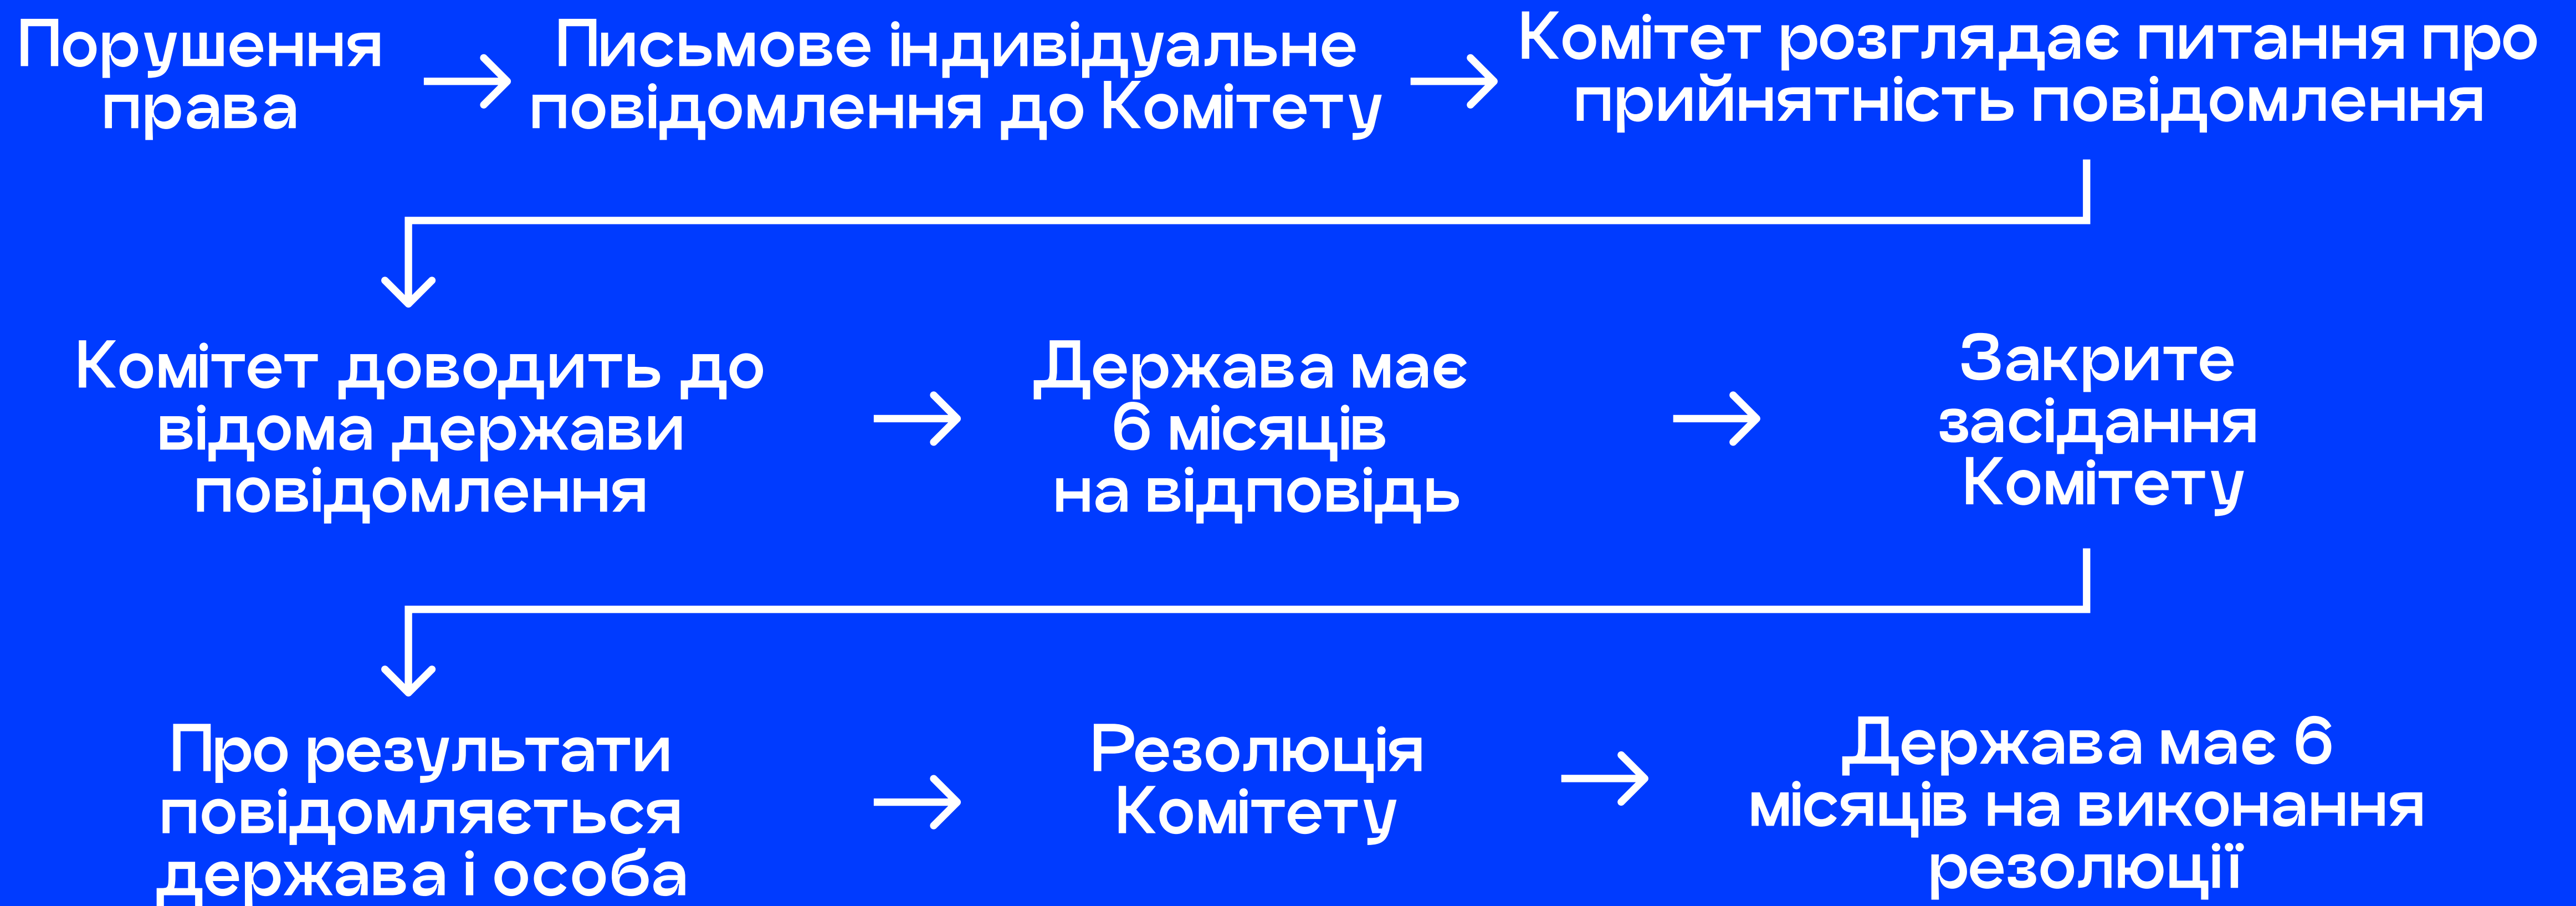 Порушення
права
Письмове індивідуальне
повідомлення до Комітету
Комітет розглядає питання про
прийнятність повідомлення
Комітет доводить до
відома держави
повідомлення
Держава має
6 місяців
на відповідь
Закрите
засідання
Комітету
Про результати
повідомляється
держава і особа
Резолюція
Комітету
Держава має 6
місяців на виконання
резолюції